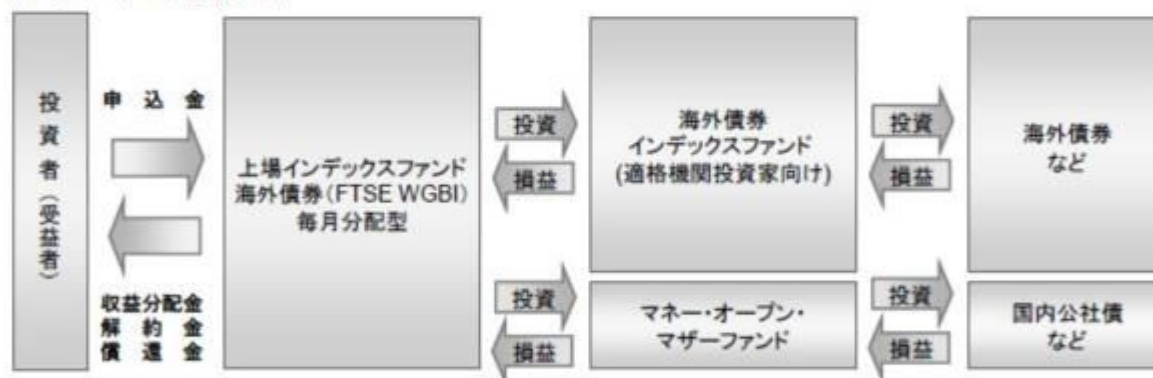 投資者(受益者)
申込金
収益分配金
解約金
償還金
上場インデックスファンド
海外債券(FTSE WGBI)
毎月分配型
投資
損益
投資
損益
海外債券
インデックスファンド
(適格機関投資家向け)
マネー・オープン・
マザーファンド
投資
損益
投資
損益
海外債券
など
国内公社債
など